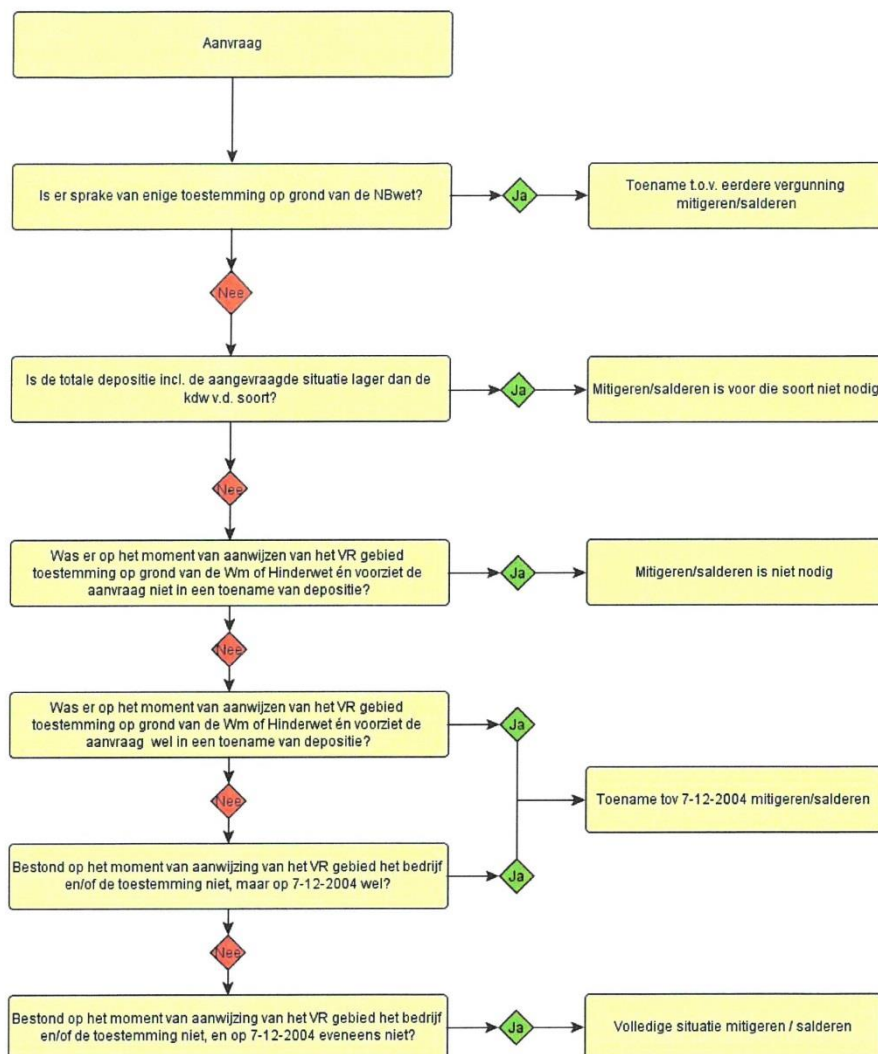 Aanvraag
Is er sprake van enige toestemming op grond van de NBwet?
Ja
Toename t.o.v. eerdere vergunning
mitigeren/salderen
Nee
Is de totale depositie incl. de aangevraagde situatie lager dan de
kdw v.d. soort?
Ja
Mitigeren/salderen is voor die soort niet nodig
Nee
Was er op het moment van aanwijzen van het VR gebied
toestemming op grond van de Wm of Hinderwet én voorziet de
aanvraag niet in een toename van depositie?
Ja
Mitigeren/salderen is niet nodig
Nee
Was er op het moment van aanwijzen van het VR gebied
toestemming op grond van de Wm of Hinderwet én voorziet de
aanvraag wel in een toename van depositie?
Ja
Nee
Toename tov 7-12-2004 mitigeren/salderen
Bestond op het moment van aanwijzing van het VR gebied het bedrijf
en/of de toestemming niet, maar op 7-12-2004 wel?
Ja
Nee
Bestond op het moment van aanwijzing van het VR gebied het bedrijf
en/of de toestemming niet, en op 7-12-2004 eveneens niet?
Ja
Volledige situatie mitigeren / salderen